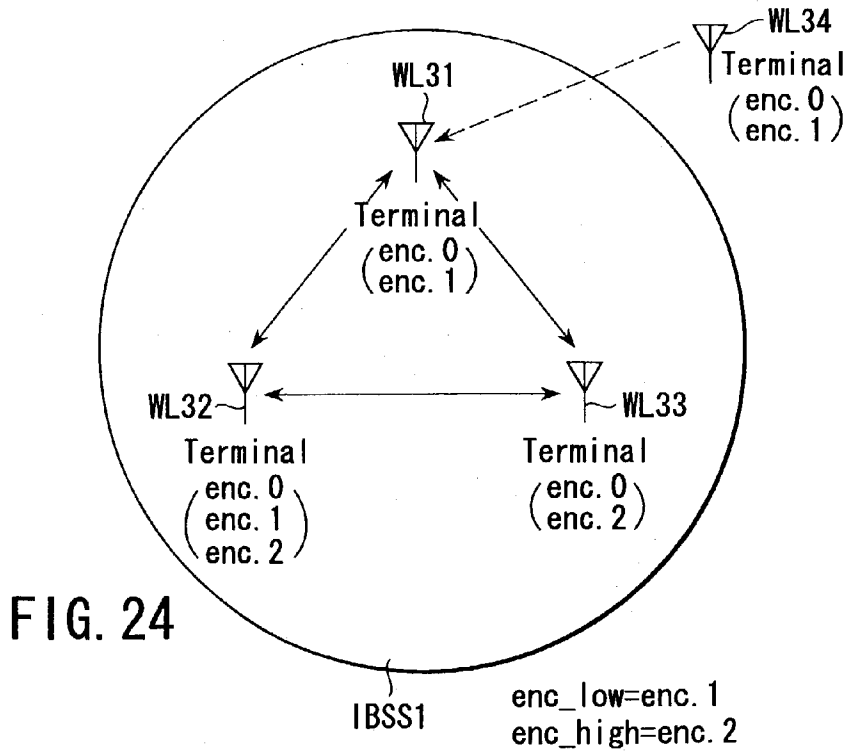 WL34
Terminal
(enc. 0
enc. 1)
WL31
Terminal
(enc. 0
enc. 1)
WL32
Terminal
(enc. 0
enc. 1
enc. 2)
WL33
Terminal
(enc. 0
enc. 2)
FIG. 24
IBSS1
enc_low=enc. 1
enc_high=enc. 2